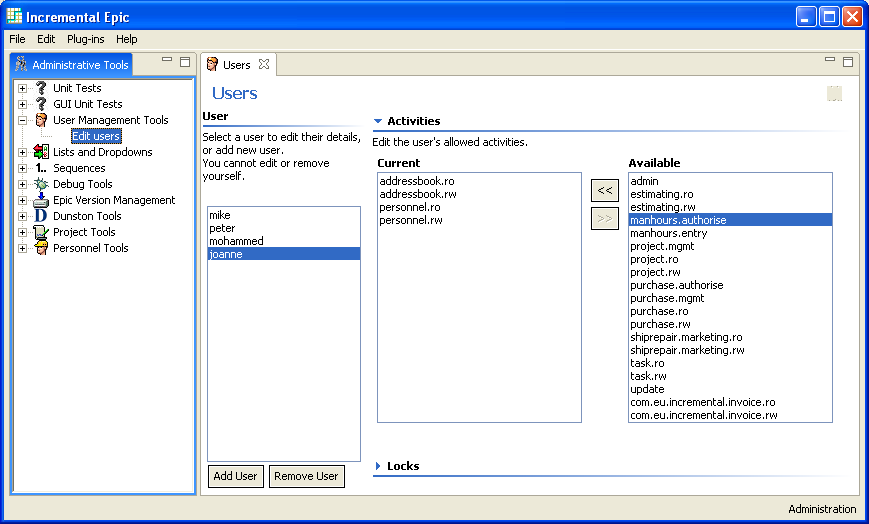 Incremental Epic
File Edit Plug-ins Help
Administrative Tools
Unit Tests
GUI Unit Tests
User Management Tools
Edit users
Lists and Dropdowns
1.. Sequences
Debug Tools
Epic Version Management
D Dunston Tools
Project Tools
Personnel Tools
Users
Users
User
Select a user to edit their details,
or add new user.
You cannot edit or remove
yourself.
mike
peter
mohammed
joanne
Add User Remove User
Activities
Edit the user's allowed activities.
Current
addressbook.ro
addressbook.rw
personnel.ro
personnel.rw
<<
>>
Available
admin
estimating.ro
estimating.rw
manhours.authorise
manhours.entry
project.mgmt
project.ro
project.rw
purchase.authorise
purchase.mgmt
purchase.ro
purchase.rw
shiprepair.marketing.ro
shiprepair.marketing.rw
task.ro
task.rw
update
com.eu.incremental.invoice.ro
com.eu.incremental.invoice.rw
Locks
Administration